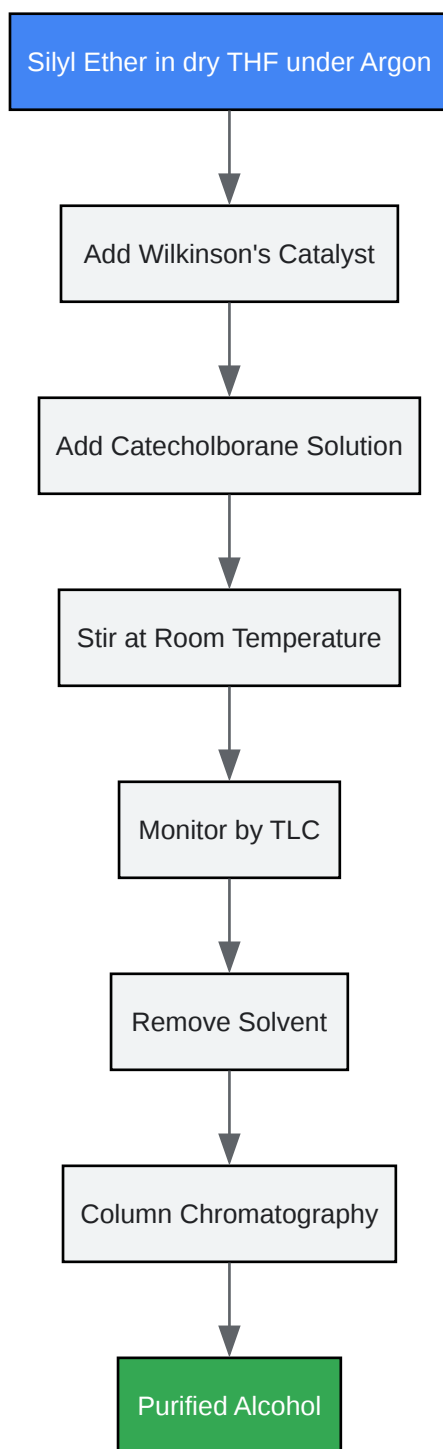 Silyl Ether in dry THF under Argon
Add Wilkinson's Catalyst
Add Catecholborane Solution
Stir at Room Temperature
Monitor by TLC
Remove Solvent
Column Chromatography
Purified Alcohol